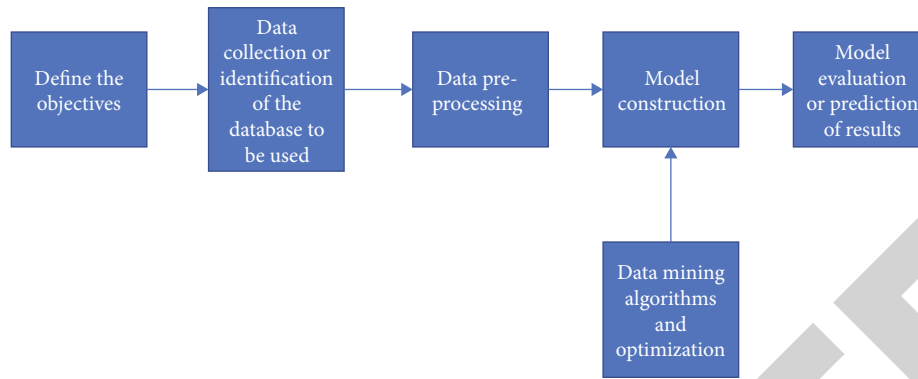 Define the
objectives
Data
collection or
identification
of the
database to
be used
Data pre-
processing
Model
construction
Model
evaluation
or prediction
of results
Data mining
algorithms
and
optimization